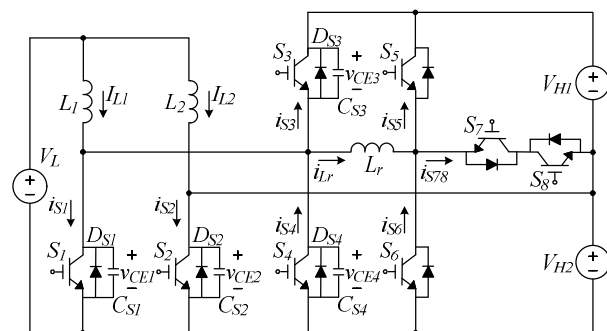 S3 DS3 + vCE3 − CS3 S5
L1 IL1 L2 IL2
iS3 iS5 VH1 +
−
S7
VL + − iLr Lr iS78 S8
iS1 iS2 iS4 iS6
S1 DS1 + vCE1 − CS1 S2 DS2 + vCE2 − CS2 S4 DS4 + vCE4 − CS4 S6 VH2 + −